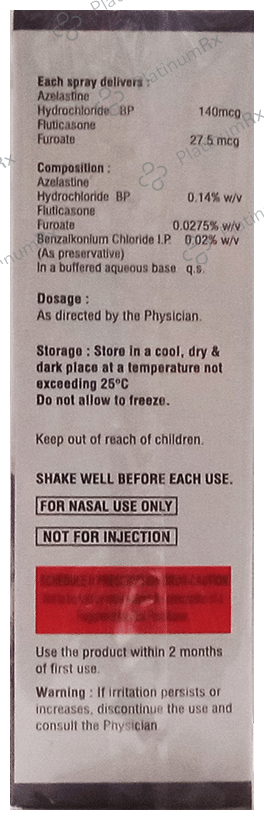 Each spray delivers :
Azelastine
Hydrochloride BP 140mcg
Fluticasone
Furoate 27.5 mcg
Composition :
Azelastine
Hydrochloride BP 0.14% w/v
Fluticasone
Furoate 0.0275% w/v
Benzalkonium Chloride I.P. 0.02% w/v
(As preservative)
In a buffered aqueous base q.s.
Dosage :
As directed by the Physician.
Storage : Store in a cool, dry &
dark place at a temperature not
exceeding 25°C
Do not allow to freeze.
Keep out of reach of children.
SHAKE WELL BEFORE EACH USE.
FOR NASAL USE ONLY
NOT FOR INJECTION
SCHEDULE H PRESCRIPTION DRUG-CAUTION
Use the product within 2 months
of first use.
Warning : If irritation persists or
increases, discontinue the use and
consult the Physician
PlatinumRx